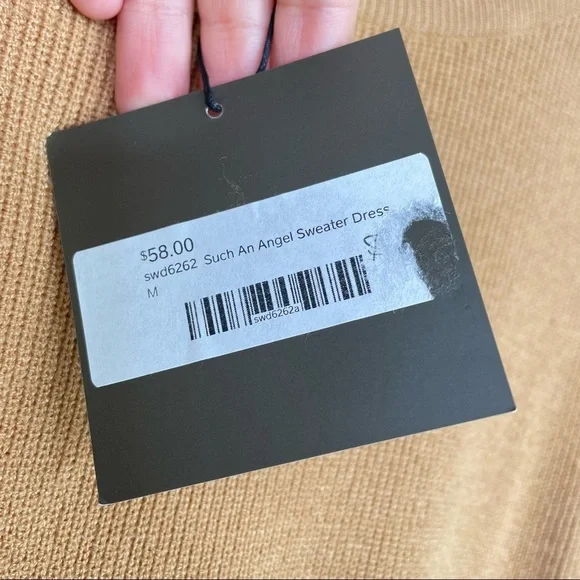 $58.00
swd6262 Such An Angel Sweater Dress
M
swd6262a